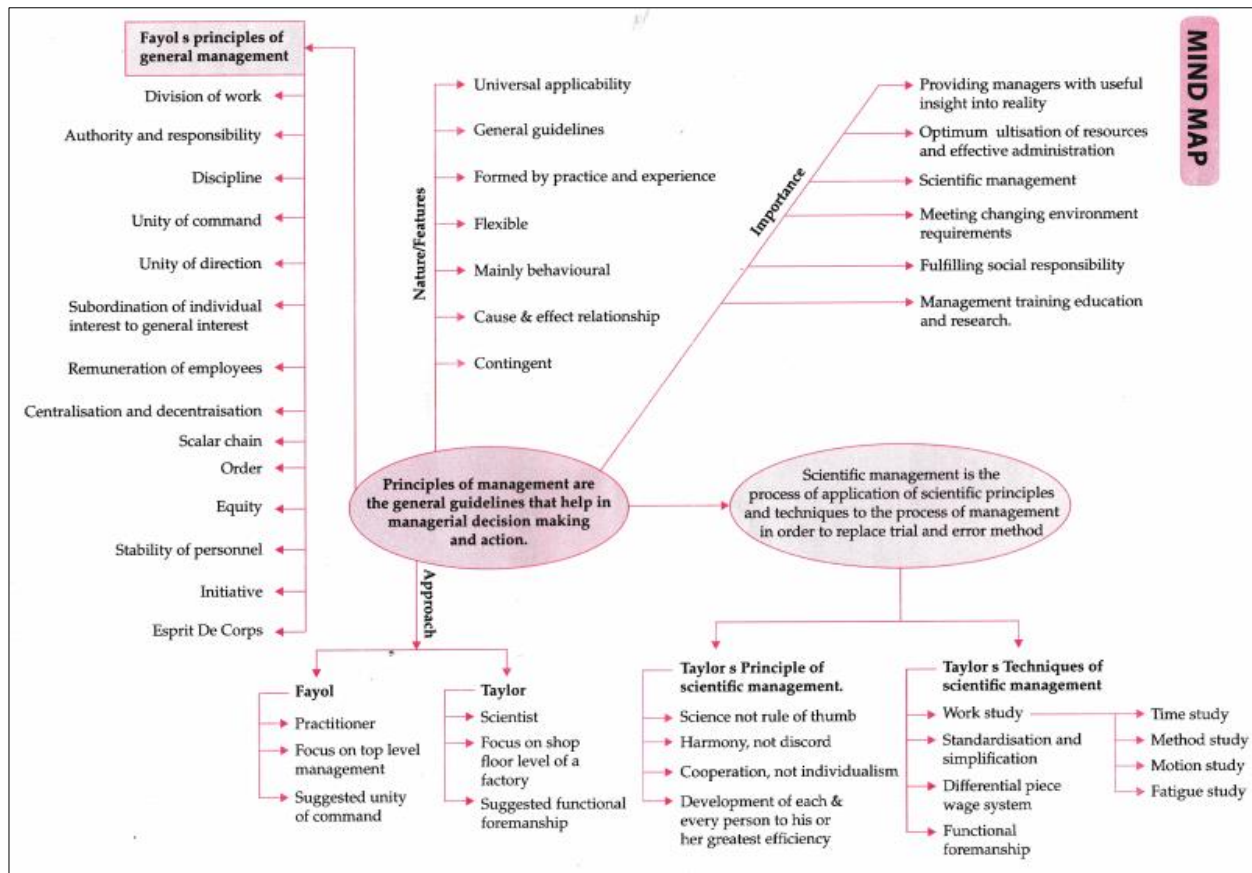 MIND MAP
Fayol s principles of
general management
Division of work
Authority and responsibility
Discipline
Unity of command
Unity of direction
Subordination of individual
interest to general interest
Remuneration of employees
Centralisation and decentraisation
Scalar chain
Order
Equity
Stability of personnel
Initiative
Esprit De Corps
Nature/Features
Universal applicability
General guidelines
Formed by practice and experience
Flexible
Mainly behavioural
Cause & effect relationship
Contingent
Importance
Providing managers with useful
insight into reality
Optimum ultisation of resources
and effective administration
Scientific management
Meeting changing environment
requirements
Fulfilling social responsibility
Management training education
and research.
Principles of management are
the general guidelines that help in
managerial decision making
and action.
Scientific management is the
process of application of scientific principles
and techniques to the process of management
in order to replace trial and error method
Approach
Fayol
Practitioner
Focus on top level
management
Suggested unity
of command
Taylor
Scientist
Focus on shop
floor level of a
factory
Suggested functional
foremanship
Taylor s Principle of
scientific management.
Science not rule of thumb
Harmony, not discord
Cooperation, not individualism
Development of each &
every person to his or
her greatest efficiency
Taylor s Techniques of
scientific management
Work study
Standardisation and
simplification
Differential piece
wage system
Functional
foremanship
Time study
Method study
Motion study
Fatigue study